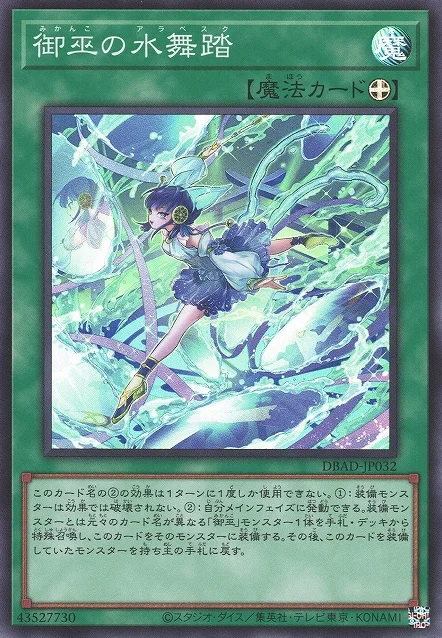 御巫の水舞踏
みかんこ アラベスク
魔
【魔法カード】
まほう
DBAD-JP032
このカード名の②の効果は1ターンに1度しか使用できない。①：装備モンスターは効果では破壊されない。②：自分メインフェイズに発動できる。装備モンスターとは元々のカード名が異なる「御巫」モンスター1体を手札・デッキから特殊召喚し、このカードをそのモンスターに装備する。その後、このカードを装備していたモンスターを持ち主の手札に戻す。
43527730
©スタジオ・ダイス／集英社・テレビ東京・KONAMI